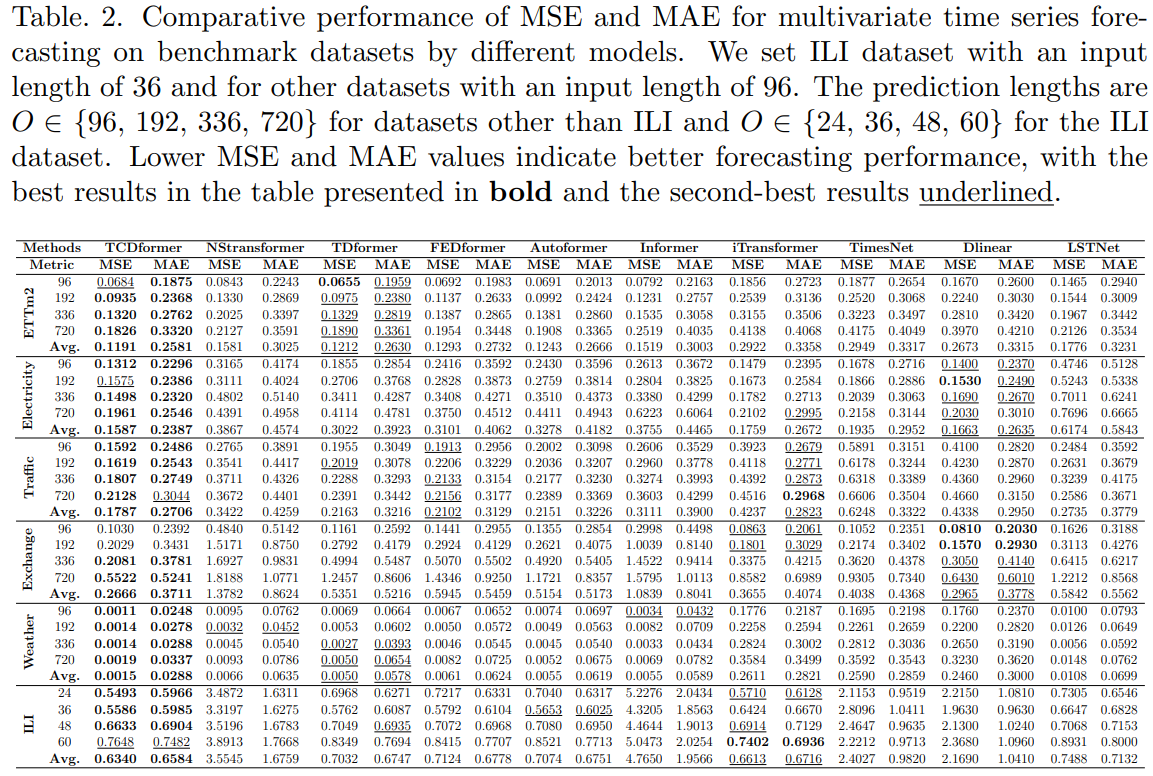 Table. 2. Comparative performance of MSE and MAE for multivariate time series fore-
casting on benchmark datasets by different models. We set ILI dataset with an input
length of 36 and for other datasets with an input length of 96. The prediction lengths are
O ∈ {96, 192, 336, 720} for datasets other than ILI and O ∈ {24, 36, 48, 60} for the ILI
dataset. Lower MSE and MAE values indicate better forecasting performance, with the
best results in the table presented in bold and the second-best results underlined.
Methods TCDformer NStransformer TDformer FEDformer Autoformer Informer iTransformer TimesNet Dlinear LSTNet
Metric MSE MAE MSE MAE MSE MAE MSE MAE MSE MAE MSE MAE MSE MAE MSE MAE MSE MAE MSE MAE
ETTm2
96 0.0684 0.1875 0.0843 0.2243 0.0655 0.1959 0.0692 0.1983 0.0691 0.2013 0.0792 0.2163 0.1856 0.2723 0.1877 0.2654 0.1670 0.2600 0.1465 0.2940
192 0.0935 0.2368 0.1330 0.2869 0.0975 0.2380 0.1137 0.2633 0.0992 0.2424 0.1231 0.2757 0.2539 0.3136 0.2520 0.3068 0.2240 0.3030 0.1544 0.3009
336 0.1320 0.2762 0.2025 0.3397 0.1329 0.2819 0.1387 0.2865 0.1381 0.2860 0.1535 0.3058 0.3155 0.3506 0.3223 0.3497 0.2810 0.3420 0.1967 0.3442
720 0.1826 0.3320 0.2127 0.3591 0.1890 0.3361 0.1954 0.3448 0.1908 0.3365 0.2519 0.4035 0.4138 0.4068 0.4175 0.4049 0.3970 0.4210 0.2126 0.3534
Avg. 0.1191 0.2581 0.1581 0.3025 0.1212 0.2630 0.1293 0.2732 0.1243 0.2666 0.1519 0.3003 0.2922 0.3358 0.2949 0.3317 0.2673 0.3315 0.1776 0.3231
Electricity
96 0.1312 0.2296 0.3165 0.4174 0.1855 0.2854 0.2416 0.3592 0.2430 0.3596 0.2613 0.3672 0.1479 0.2395 0.1678 0.2716 0.1400 0.2370 0.4746 0.5128
192 0.1575 0.2386 0.3111 0.4024 0.2706 0.3768 0.2828 0.3873 0.2759 0.3814 0.2804 0.3825 0.1673 0.2584 0.1866 0.2886 0.1530 0.2490 0.5243 0.5338
336 0.1498 0.2320 0.4802 0.5140 0.3411 0.4287 0.3408 0.4271 0.3510 0.4373 0.3380 0.4299 0.1782 0.2713 0.2039 0.3063 0.1690 0.2670 0.7011 0.6241
720 0.1961 0.2546 0.4391 0.4958 0.4114 0.4781 0.3750 0.4512 0.4411 0.4943 0.6223 0.6064 0.2102 0.2995 0.2158 0.3144 0.2030 0.3010 0.7696 0.6665
Avg. 0.1587 0.2387 0.3867 0.4574 0.3022 0.3923 0.3101 0.4062 0.3278 0.4182 0.3755 0.4465 0.1759 0.2672 0.1935 0.2952 0.1663 0.2635 0.6174 0.5843
Traffic
96 0.1592 0.2486 0.2765 0.3891 0.1955 0.3049 0.1913 0.2956 0.2002 0.3098 0.2606 0.3529 0.3923 0.2679 0.5891 0.3151 0.4100 0.2820 0.2484 0.3592
192 0.1619 0.2543 0.3541 0.4417 0.2019 0.3078 0.2206 0.3229 0.2036 0.3207 0.2960 0.3778 0.4118 0.2771 0.6178 0.3244 0.4230 0.2870 0.2631 0.3679
336 0.1807 0.2749 0.3711 0.4326 0.2288 0.3293 0.2133 0.3154 0.2177 0.3230 0.3274 0.3993 0.4392 0.2873 0.6318 0.3489 0.4360 0.2960 0.3239 0.4175
720 0.2128 0.3044 0.3672 0.4401 0.2391 0.3442 0.2156 0.3177 0.2389 0.3369 0.3603 0.4299 0.4516 0.2968 0.6606 0.3504 0.4660 0.3150 0.2586 0.3671
Avg. 0.1787 0.2706 0.3422 0.4259 0.2163 0.3216 0.2102 0.3129 0.2151 0.3226 0.3111 0.3900 0.4237 0.2823 0.6248 0.3322 0.4338 0.2950 0.2735 0.3779
Exchange
96 0.1030 0.2392 0.4840 0.5142 0.1161 0.2592 0.1441 0.2955 0.1355 0.2854 0.2998 0.4498 0.0863 0.2061 0.1052 0.2351 0.0810 0.2030 0.1626 0.3188
192 0.2029 0.3431 1.5171 0.8750 0.2792 0.4179 0.2924 0.4129 0.2621 0.4075 1.0039 0.8140 0.1801 0.3029 0.2174 0.3402 0.1570 0.2930 0.3113 0.4276
336 0.2081 0.3781 1.6927 0.9831 0.4994 0.5487 0.5070 0.5502 0.4920 0.5405 1.4522 0.9414 0.3375 0.4215 0.3620 0.4378 0.3050 0.4140 0.6415 0.6217
720 0.5522 0.5241 1.8188 1.0771 1.2457 0.8606 1.4346 0.9250 1.1721 0.8357 1.5795 1.0113 0.8582 0.6989 0.9305 0.7340 0.6430 0.6010 1.2212 0.8568
Avg. 0.2666 0.3711 1.3782 0.8624 0.5351 0.5216 0.5945 0.5459 0.5154 0.5173 1.0839 0.8041 0.3655 0.4074 0.4038 0.4368 0.2965 0.3778 0.5842 0.5562
Weather
96 0.0011 0.0248 0.0095 0.0762 0.0069 0.0664 0.0067 0.0652 0.0074 0.0697 0.0034 0.0432 0.1776 0.2187 0.1695 0.2198 0.1760 0.2370 0.0100 0.0793
192 0.0014 0.0278 0.0032 0.0452 0.0053 0.0602 0.0050 0.0572 0.0049 0.0563 0.0082 0.0709 0.2258 0.2594 0.2261 0.2659 0.2200 0.2820 0.0126 0.0649
336 0.0014 0.0288 0.0045 0.0540 0.0027 0.0393 0.0046 0.0545 0.0045 0.0540 0.0033 0.0434 0.2824 0.3002 0.2812 0.3036 0.2650 0.3190 0.0056 0.0592
720 0.0019 0.0337 0.0093 0.0786 0.0050 0.0654 0.0082 0.0725 0.0052 0.0675 0.0069 0.0782 0.3584 0.3499 0.3592 0.3543 0.3230 0.3620 0.0148 0.0762
Avg. 0.0015 0.0288 0.0066 0.0635 0.0050 0.0578 0.0061 0.0624 0.0055 0.0619 0.0055 0.0589 0.2611 0.2821 0.2590 0.2859 0.2460 0.3000 0.0108 0.0699
ILI
24 0.5493 0.5966 3.4872 1.6311 0.6968 0.6271 0.7217 0.6331 0.7040 0.6317 5.2276 2.0434 0.5710 0.6128 2.1153 0.9519 2.2150 1.0810 0.7305 0.6546
36 0.5586 0.5985 3.3197 1.6275 0.5762 0.6087 0.5792 0.6104 0.5653 0.6025 4.3205 1.8563 0.6424 0.6670 2.8096 1.0411 1.9630 0.9630 0.6647 0.6828
48 0.6633 0.6904 3.5196 1.6783 0.7049 0.6935 0.7072 0.6968 0.7080 0.6950 4.4644 1.9013 0.6914 0.7129 2.4647 0.9635 2.1300 1.0240 0.7068 0.7153
60 0.7648 0.7482 3.8913 1.7668 0.8349 0.7694 0.8415 0.7707 0.8521 0.7713 5.0473 2.0254 0.7402 0.6936 2.2212 0.9713 2.3680 1.0960 0.8931 0.8000
Avg. 0.6340 0.6584 3.5545 1.6759 0.7032 0.6747 0.7124 0.6778 0.7074 0.6751 4.7650 1.9566 0.6613 0.6716 2.4027 0.9820 2.1690 1.0410 0.7488 0.7132